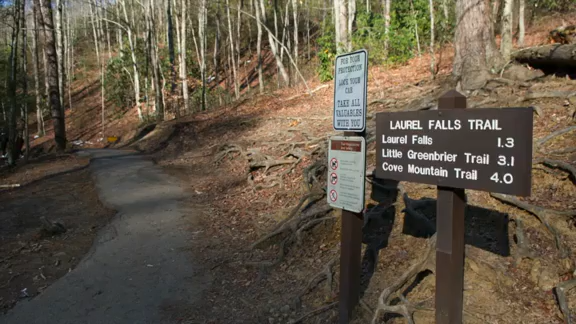 FOR YOUR
PROTECTION
LOCK YOUR
CAR
TAKE ALL
VALUABLES
WITH YOU
LAUREL FALLS TRAIL
Laurel Falls 1.3
Little Greenbrier Trail 3.1
Cove Mountain Trail 4.0